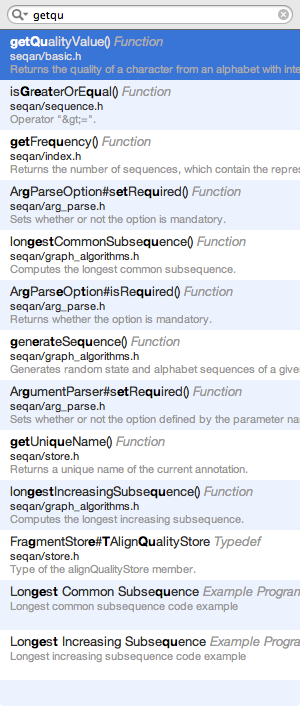 getqu
getQualityValue() Function
seqan/basic.h
Returns the quality of a character from an alphabet with inte
isGreaterOrEqual() Function
seqan/sequence.h
Operator "&gt;=".
getFrequency() Function
seqan/index.h
Returns the number of sequences, which contain the repres
ArgParseOption#setRequired() Function
seqan/arg_parse.h
Sets whether or not the option is mandatory.
longestCommonSubsequence() Function
seqan/graph_algorithms.h
Computes the longest common subsequence.
ArgParseOption#isRequired() Function
seqan/arg_parse.h
Returns whether the option is mandatory.
generateSequence() Function
seqan/graph_algorithms.h
Generates random state and alphabet sequences of a give
ArgumentParser#setRequired() Function
seqan/arg_parse.h
Sets whether or not the option defined by the parameter na
getUniqueName() Function
seqan/store.h
Returns a unique name of the current annotation.
longestIncreasingSubsequence() Function
seqan/graph_algorithms.h
Computes the longest increasing subsequence.
FragmentStore#TAlignQualityStore Typedef
seqan/store.h
Type of the alignQualityStore member.
Longest Common Subsequence Example Program
Longest common subsequence code example
Longest Increasing Subsequence Example Progra
Longest increasing subsequence code example